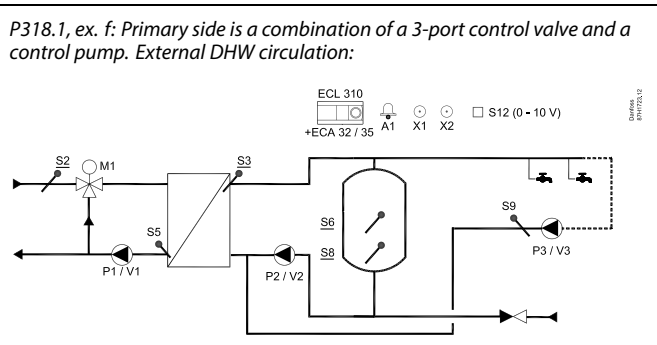 P318.1, ex. f: Primary side is a combination of a 3-port control valve and a
control pump. External DHW circulation:
ECL 310
+ECA 32 / 35
A1
X1
X2
S12 (0 - 10 V)
Danfoss
87H1723.12
S2
M1
S3
S6
S9
S5
S8
P1 / V1
P2 / V2
P3 / V3